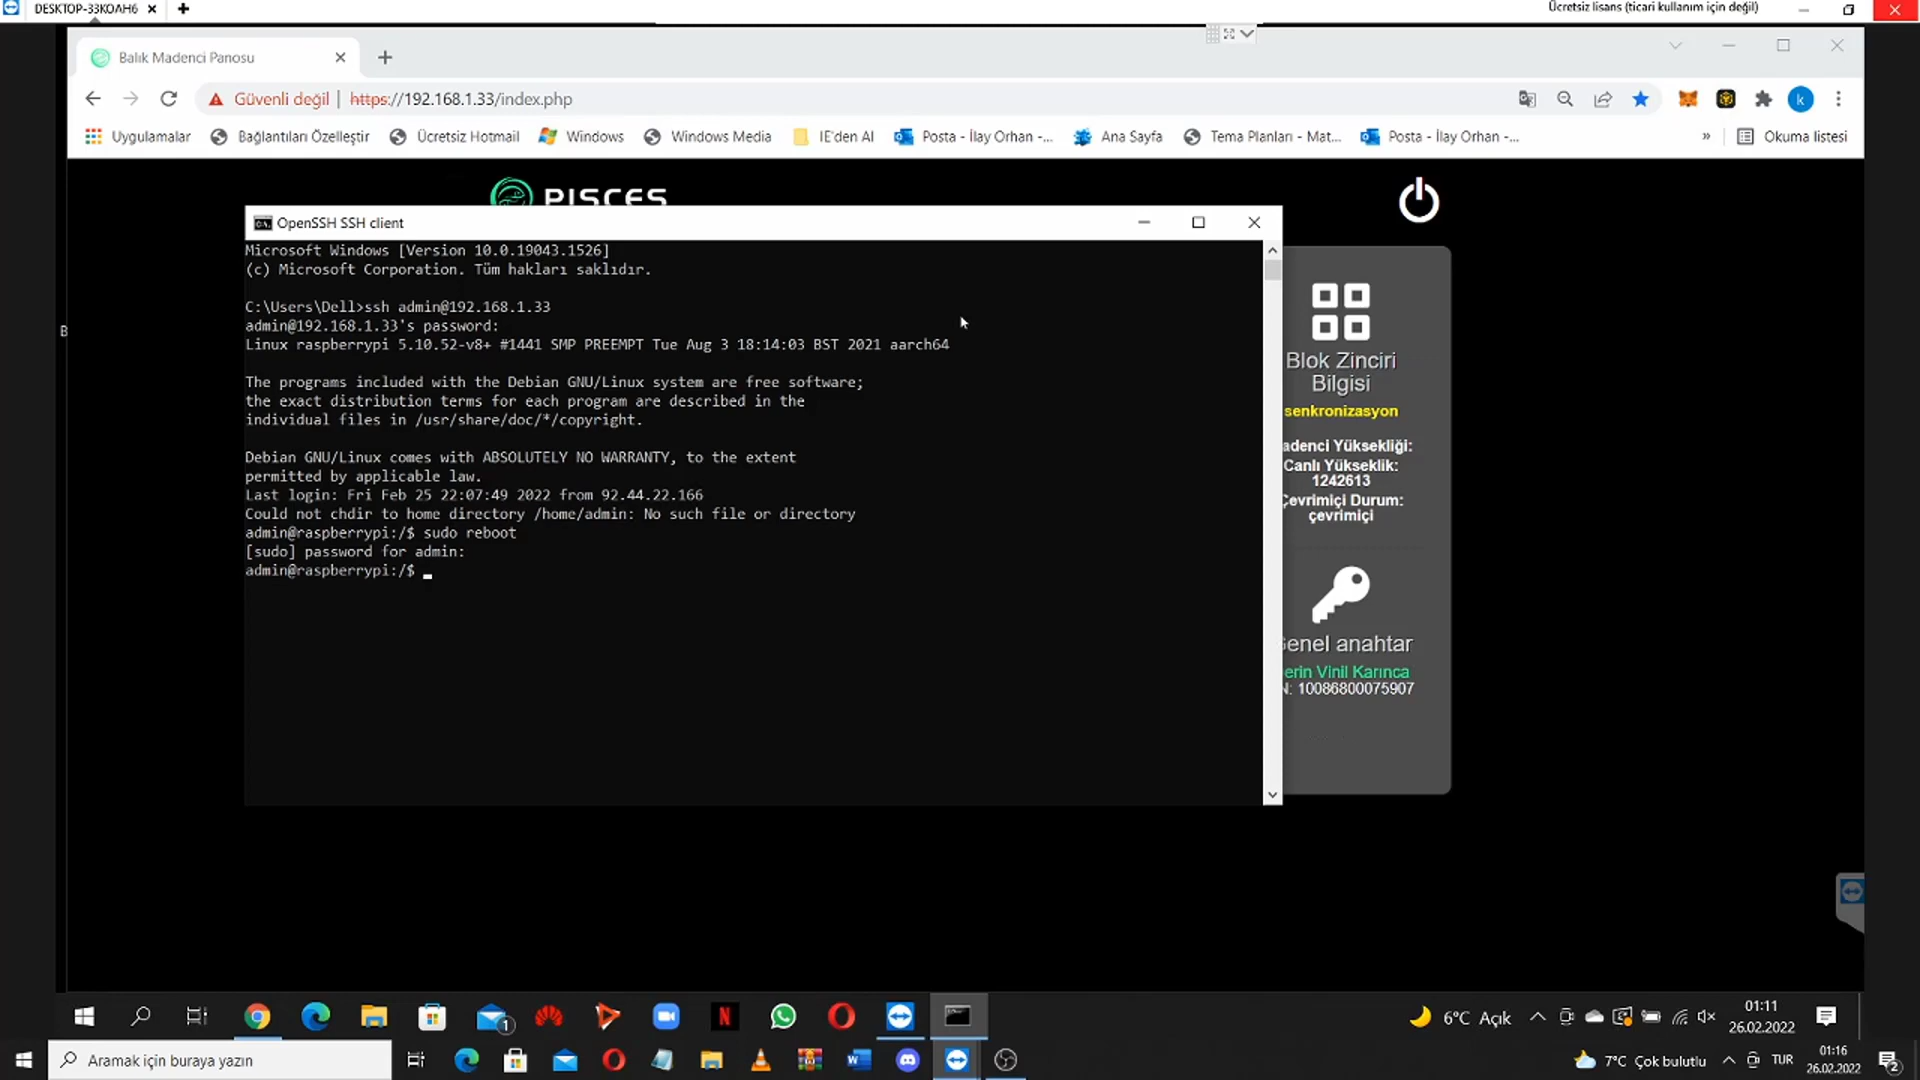 DESKTOP-33KOAH6
Ücretsiz lisans (ticari kullanım için değil)
Balık Madenci Panosu
Güvenli değil
https://192.168.1.33/index.php
k
Uygulamalar
Bağlantıları Özelleştir
Ücretsiz Hotmail
Windows
Windows Media
IE'den Al
Posta - İlay Orhan -...
Ana Sayfa
Tema Planları - Mat...
Posta - İlay Orhan -...
»
Okuma listesi
PISCES
OpenSSH SSH client
Microsoft Windows [Version 10.0.19043.1526]
(c) Microsoft Corporation. Tüm hakları saklıdır.
C:\Users\Dell>ssh admin@192.168.1.33
admin@192.168.1.33's password:
Linux raspberrypi 5.10.52-v8+ #1441 SMP PREEMPT Tue Aug 3 18:14:03 BST 2021 aarch64
The programs included with the Debian GNU/Linux system are free software;
the exact distribution terms for each program are described in the
individual files in /usr/share/doc/*/copyright.
Debian GNU/Linux comes with ABSOLUTELY NO WARRANTY, to the extent
permitted by applicable law.
Last login: Fri Feb 25 22:07:49 2022 from 92.44.22.166
Could not chdir to home directory /home/admin: No such file or directory
admin@raspberrypi:/$ sudo reboot
[sudo] password for admin:
admin@raspberrypi:/$
B
Blok Zinciri
Bilgisi
senkronizasyon
adenci Yüksekliği:
Canlı Yükseklik:
1242613
Çevrimiçi Durum:
çevrimiçi
Genel anahtar
erin Vinil Karınca
N: 10086800075907
1
N
6°C Açık
01:11
26.02.2022
Aramak için buraya yazın
7°C Çok bulutlu
TUR
01:16
26.02.2022
2